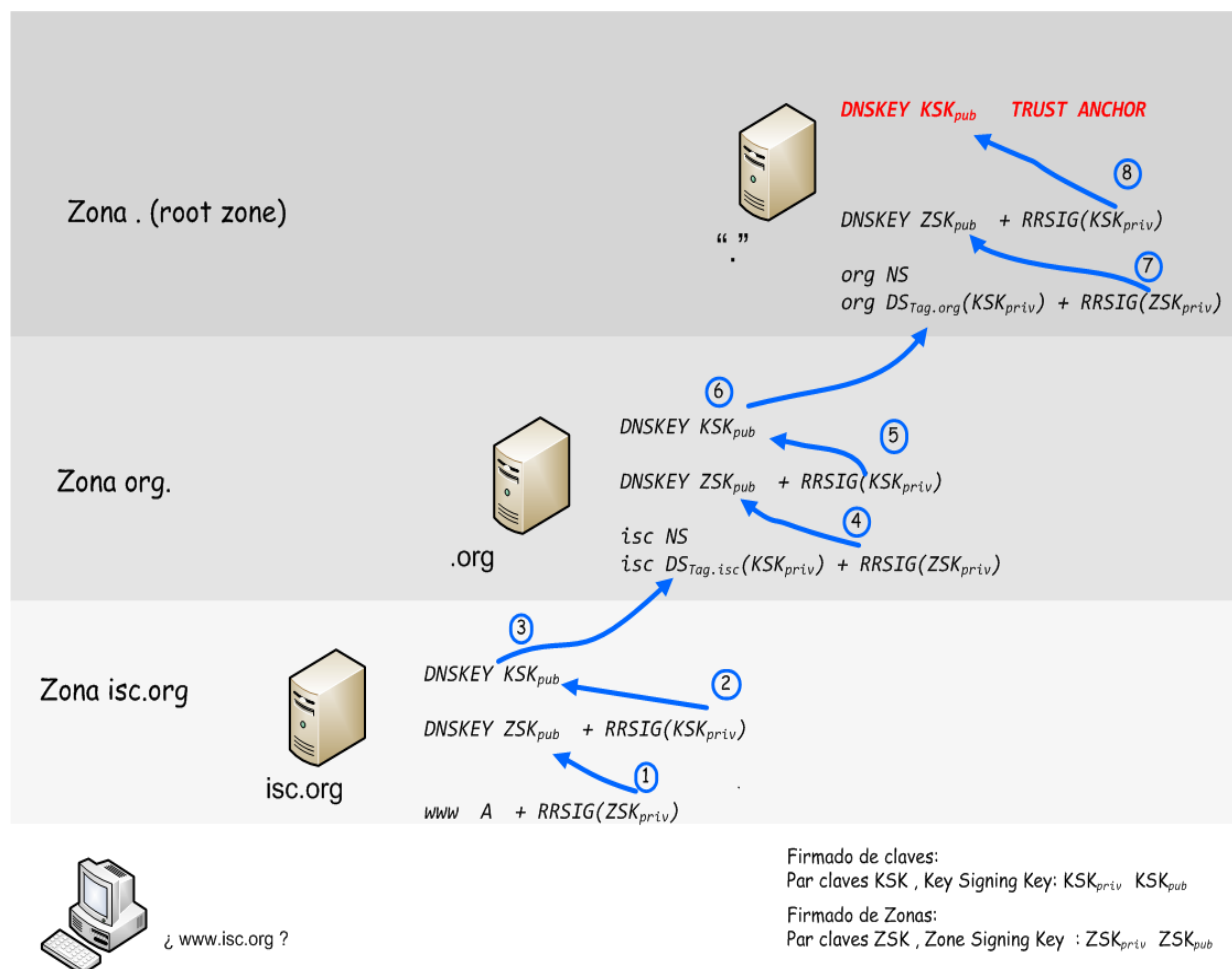 DNSKEY KSKpub TRUST ANCHOR
8
Zona . (root zone)
“.”
DNSKEY ZSKpub + RRSIG(KSKpriv)
7
org NS
org DSTag.org(KSKpriv) + RRSIG(ZSKpriv)
6
DNSKEY KSKpub
5
Zona org.
.org
DNSKEY ZSKpub + RRSIG(KSKpriv)
4
isc NS
isc DSTag.isc(KSKpriv) + RRSIG(ZSKpriv)
3
Zona isc.org
isc.org
DNSKEY KSKpub
2
DNSKEY ZSKpub + RRSIG(KSKpriv)
1
www A + RRSIG(ZSKpriv)
¿ www.isc.org ?
Firmado de claves:
Par claves KSK , Key Signing Key: KSKpriv KSKpub
Firmado de Zonas:
Par claves ZSK , Zone Signing Key : ZSKpriv ZSKpub